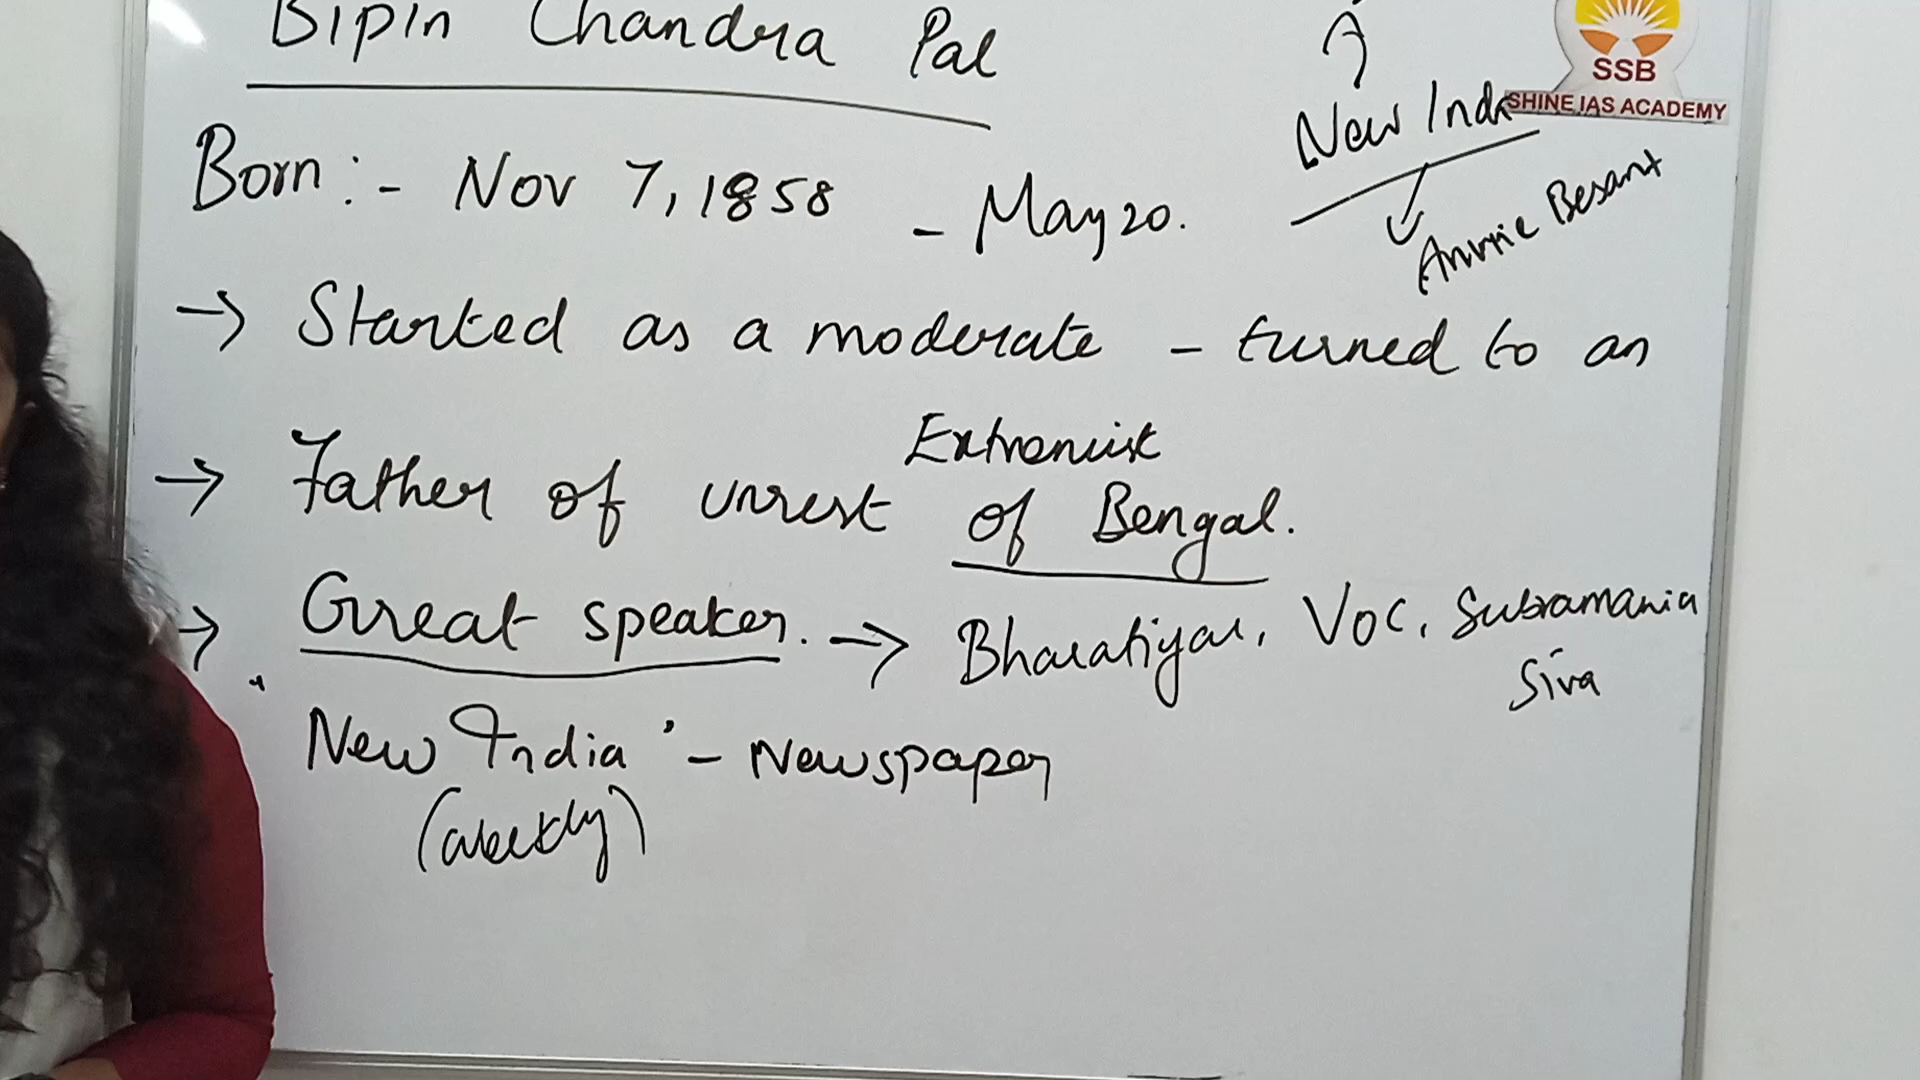 Bipin Chandra Pal
SSB
SHINE IAS ACADEMY
New Ind
Annie Besant
Born :- Nov 7, 1858 - May 20.
→ Started as a moderate - turned to an
Extremist
→ Father of unrest of Bengal.
→ Great speaker. → Bharatiyar, VOC, Subramania
Siva
New India - Newspaper
(Weekly)